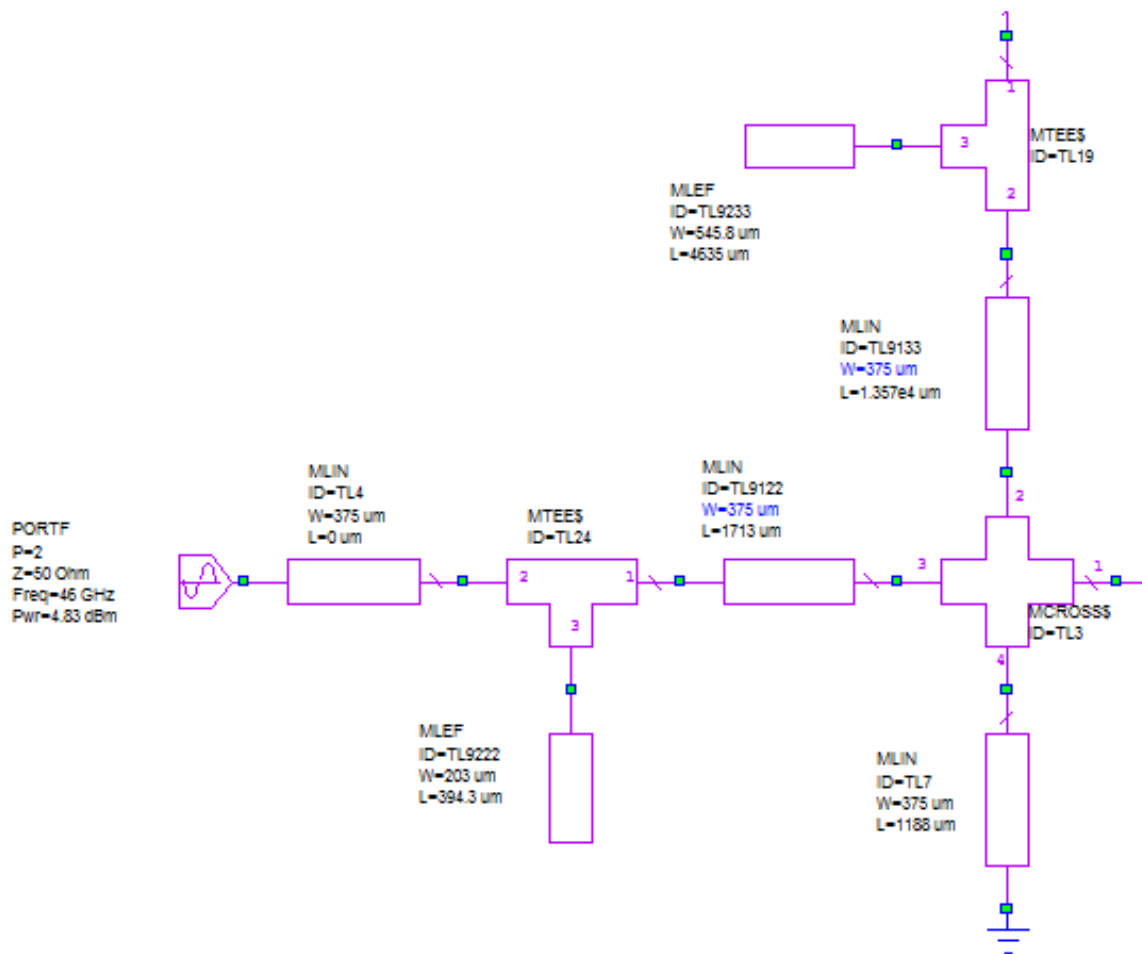 1
1
3
MTEE$
ID=TL19
2
MLEF
ID=TL9233
W=545.8 um
L=4635 um
MLIN
ID=TL9133
W=375 um
L=1.357e4 um
MLIN
ID=TL4
W=375 um
L=0 um
MTEE$
ID=TL24
MLIN
ID=TL9122
W=375 um
L=1713 um
2
PORTF
P=2
Z=50 Ohm
Freq=46 GHz
Pwr=4.83 dBm
2
1
3
3
1
MCROSS$
ID=TL3
4
MLEF
ID=TL9222
W=203 um
L=394.3 um
MLIN
ID=TL7
W=375 um
L=1188 um